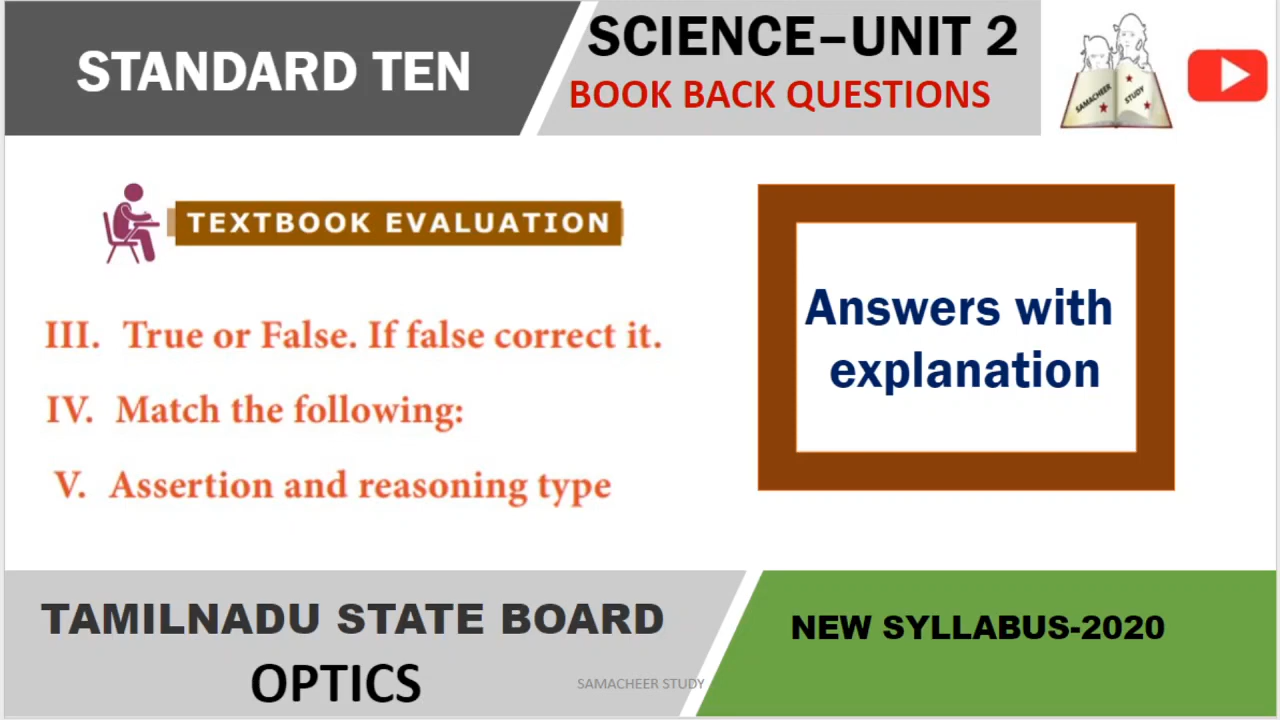 STANDARD TEN
SCIENCE–UNIT 2
BOOK BACK QUESTIONS
SAMACHEER STUDY
TEXTBOOK EVALUATION
III. True or False. If false correct it.
IV. Match the following:
V. Assertion and reasoning type
Answers with
explanation
TAMILNADU STATE BOARD
OPTICS
SAMACHEER STUDY
NEW SYLLABUS-2020